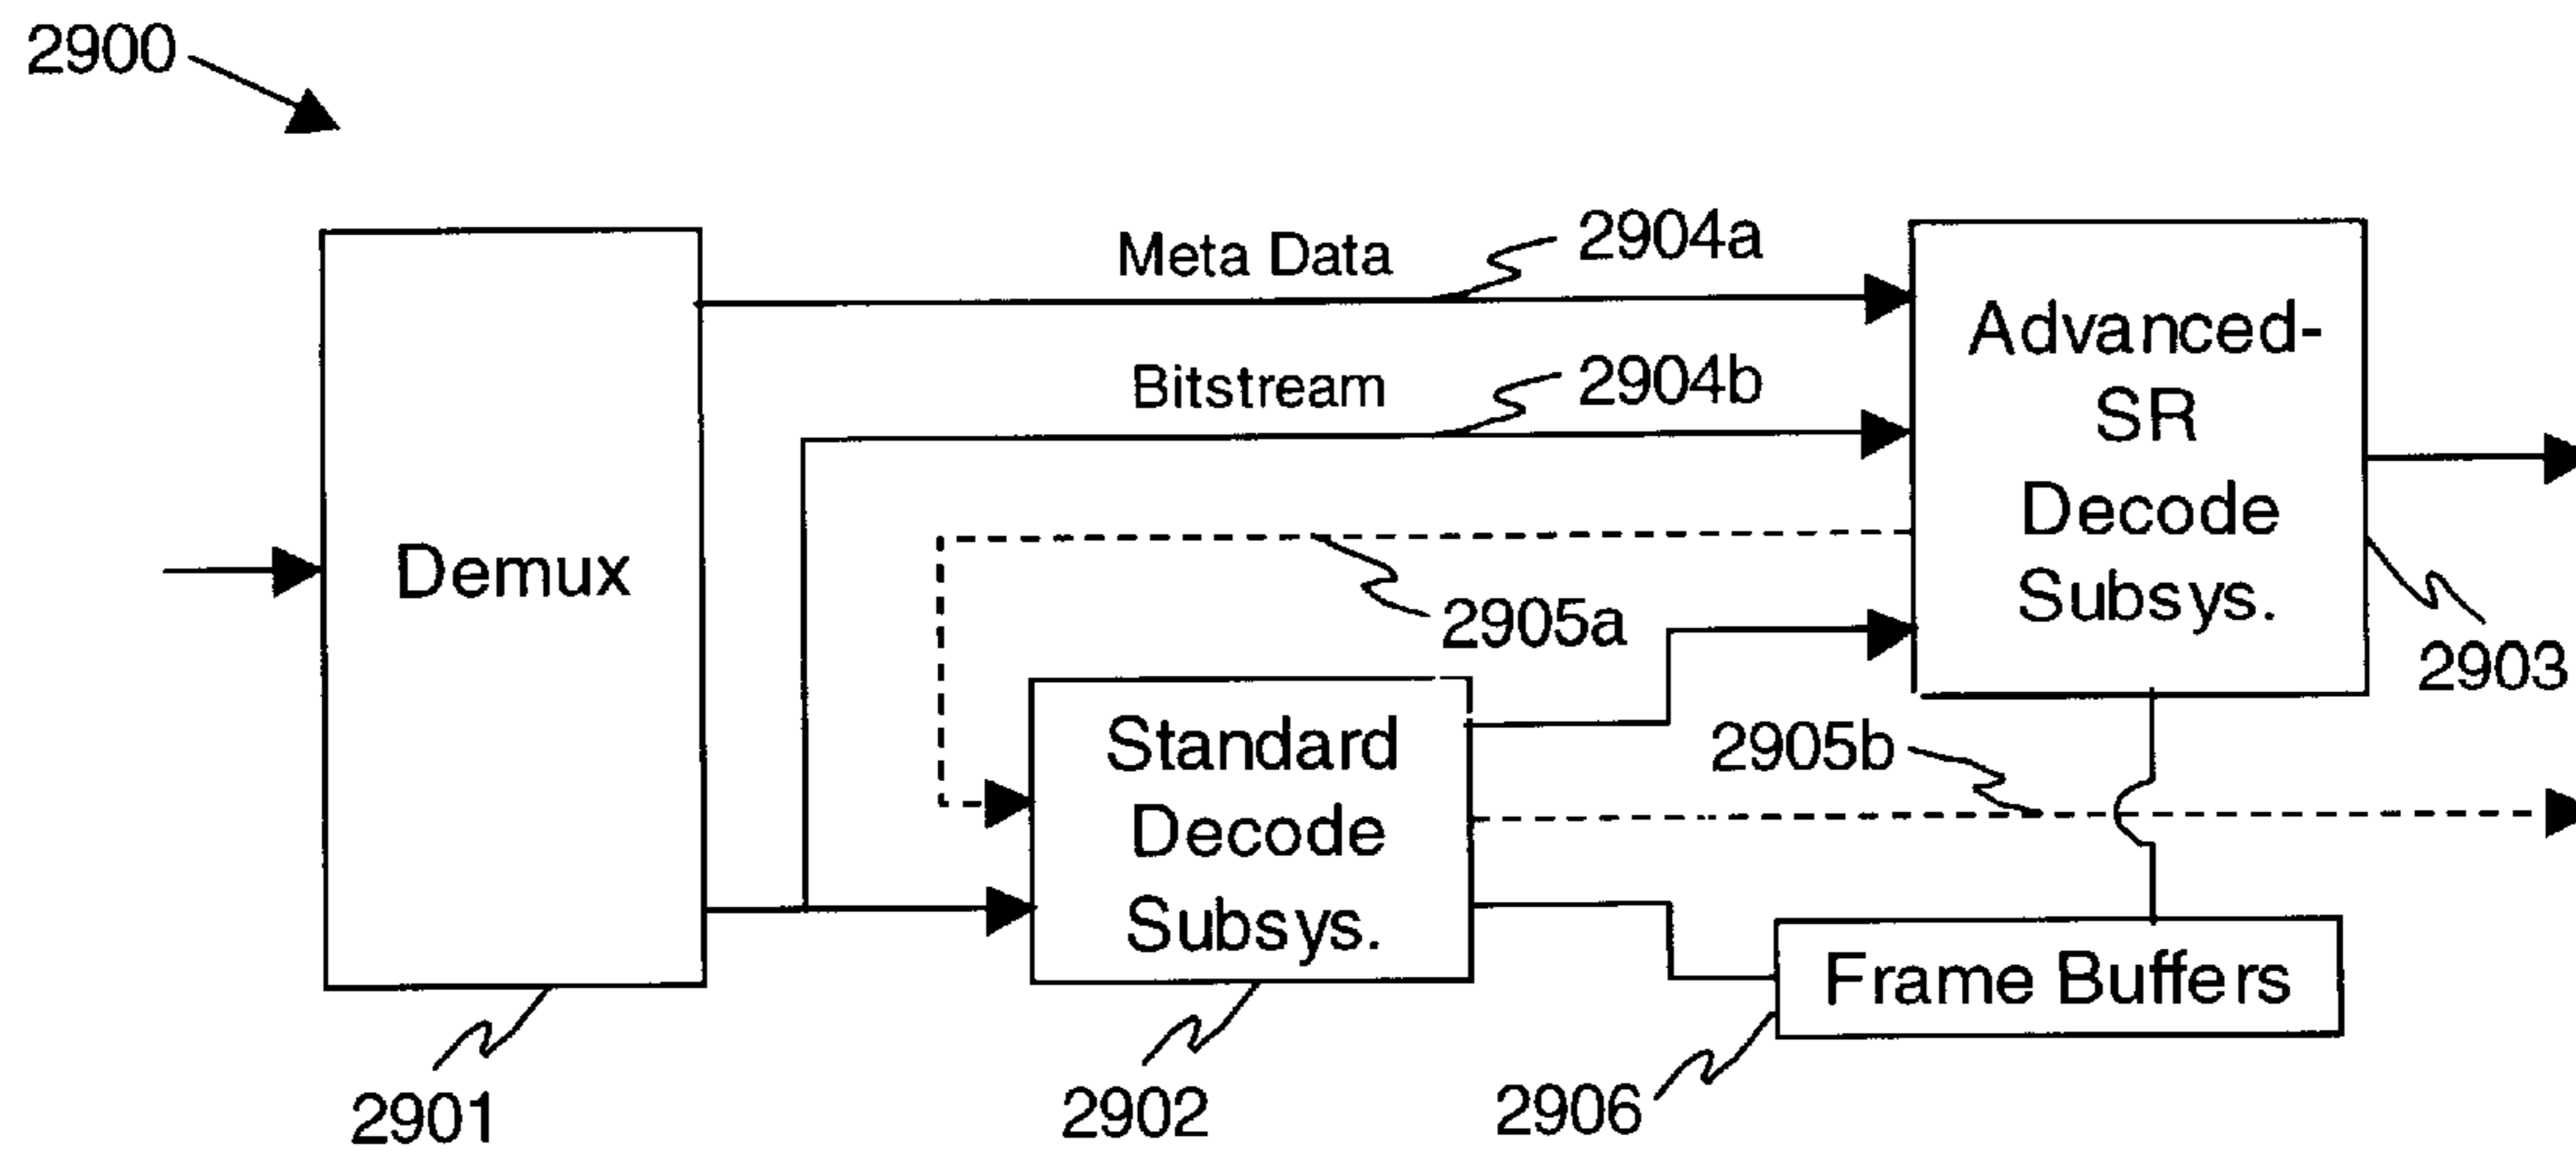 2900
Meta Data
2904a
Bitstream
2904b
Advanced-
SR
Decode
Subsys.
Demux
2905a
2903
Standard
Decode
Subsys.
2905b
Frame Buffers
2901
2902
2906